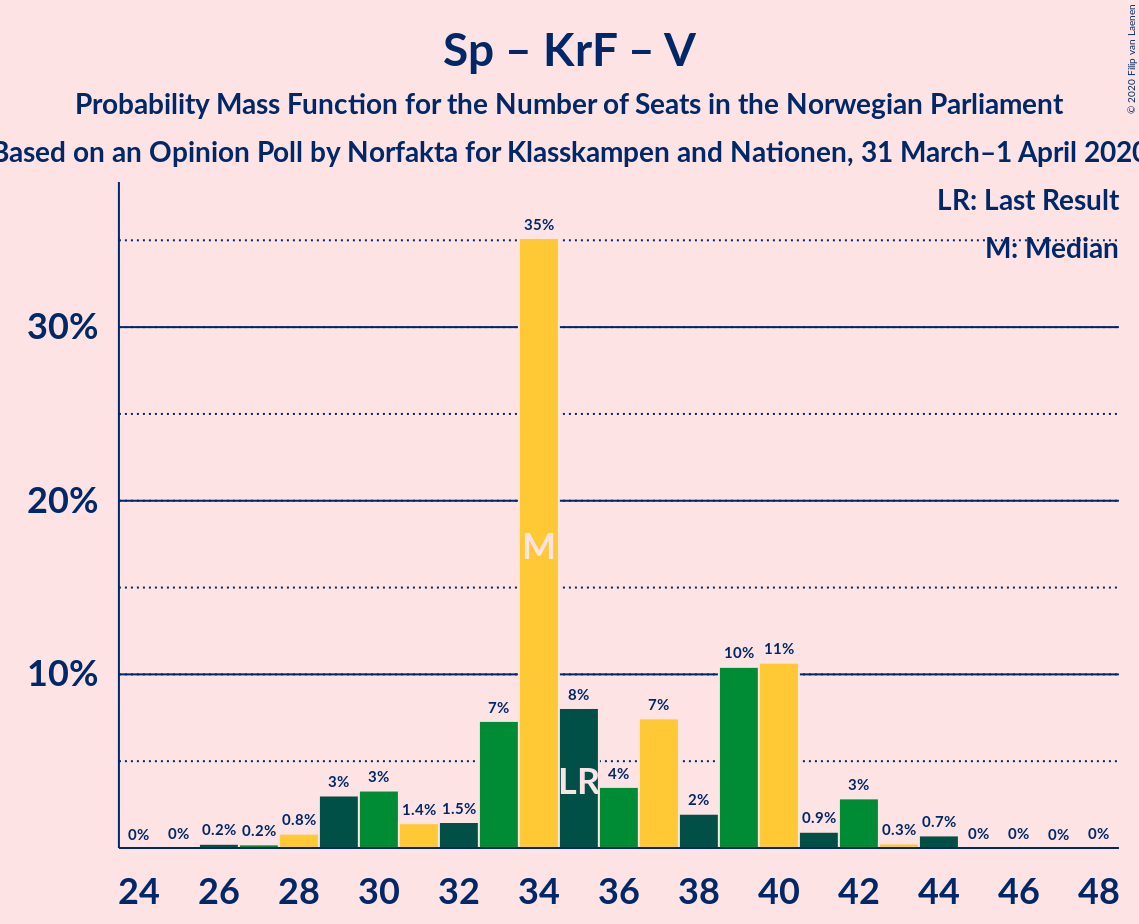 Sp – KrF – V
Probability Mass Function for the Number of Seats in the Norwegian Parliament
Based on an Opinion Poll by Norfakta for Klasskampen and Nationen, 31 March–1 April 2020
© 2020 Filip van Laenen
LR: Last Result
M: Median
35%
30%
20%
M
10%
10% 11%
8%
7% 7%
LR 4%
3% 3% 3%
2%
1.4% 1.5%
0.8% 0.9%
0.7%
0% 0% 0.2% 0.2% 0.3% 0% 0% 0% 0%
24 26 28 30 32 34 36 38 40 42 44 46 48